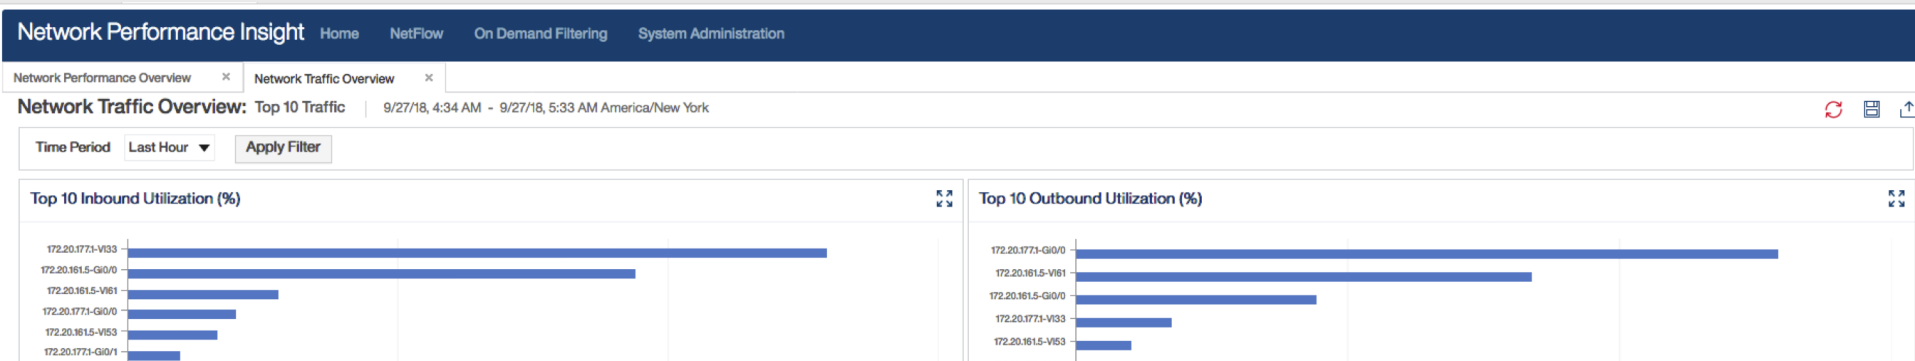 Network Performance Insight Home NetFlow On Demand Filtering System Administration
Network Performance Overview × Network Traffic Overview ×
Network Traffic Overview: Top 10 Traffic | 9/27/18, 4:34 AM - 9/27/18, 5:33 AM America/New York
Time Period Last Hour Apply Filter
Top 10 Inbound Utilization (%)
172.20.177.1-Vl33
172.20.161.5-Gi0/0
172.20.161.5-Vl61
172.20.177.1-Gi0/0
172.20.161.5-Vl53
172.20.177.1-Gi0/1
Top 10 Outbound Utilization (%)
172.20.177.1-Gi0/0
172.20.161.5-Vl61
172.20.161.5-Gi0/0
172.20.177.1-Vl33
172.20.161.5-Vl53